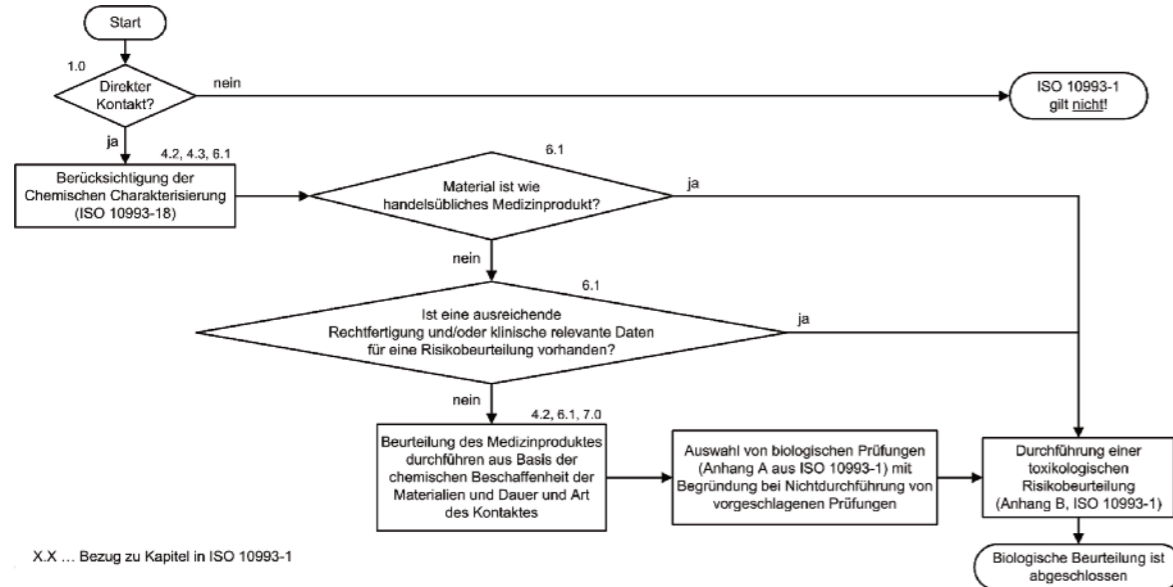 Start
1.0
Direkter
Kontakt?
nein
ISO 10993-1
gilt nicht!
ja
4.2, 4.3, 6.1
Berücksichtigung der
Chemischen Charakterisierung
(ISO 10993-18)
6.1
Material ist wie
handelsübliches Medizinprodukt?
ja
nein
6.1
Ist eine ausreichende
Rechtfertigung und/oder klinische relevante Daten
für eine Risikobeurteilung vorhanden?
ja
nein
4.2, 6.1, 7.0
Beurteilung des Medizinproduktes
durchführen aus Basis der
chemischen Beschaffenheit der
Materialien und Dauer und Art
des Kontaktes
Auswahl von biologischen Prüfungen
(Anhang A aus ISO 10993-1) mit
Begründung bei Nichtdurchführung von
vorgeschlagenen Prüfungen
Durchführung einer
toxikologischen
Risikobeurteilung
(Anhang B, ISO 10993-1)
Biologische Beurteilung ist
abgeschlossen
X.X ... Bezug zu Kapitel in ISO 10993-1